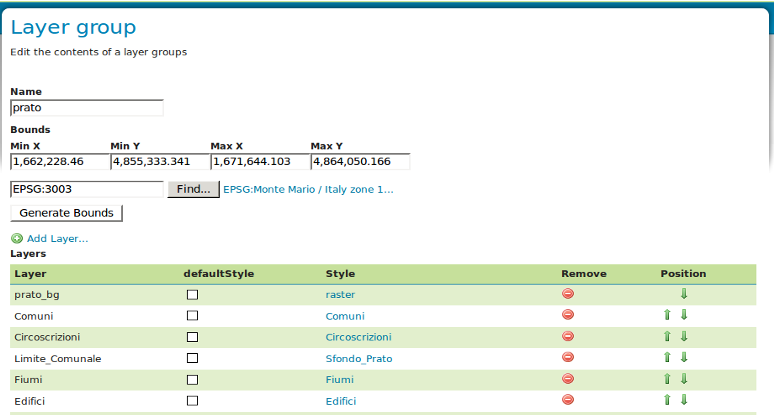 Layer group
Edit the contents of a layer groups
Name
prato
Bounds
Min X Min Y Max X Max Y
1,662,228.46 4,855,333.341 1,671,644.103 4,864,050.166
EPSG:3003 Find... EPSG:Monte Mario / Italy zone 1...
Generate Bounds
Add Layer...
Layers
Layer defaultStyle Style Remove Position
prato_bg raster
Comuni Comuni
Circoscrizioni Circoscrizioni
Limite_Comunale Sfondo_Prato
Fiumi Fiumi
Edifici Edifici